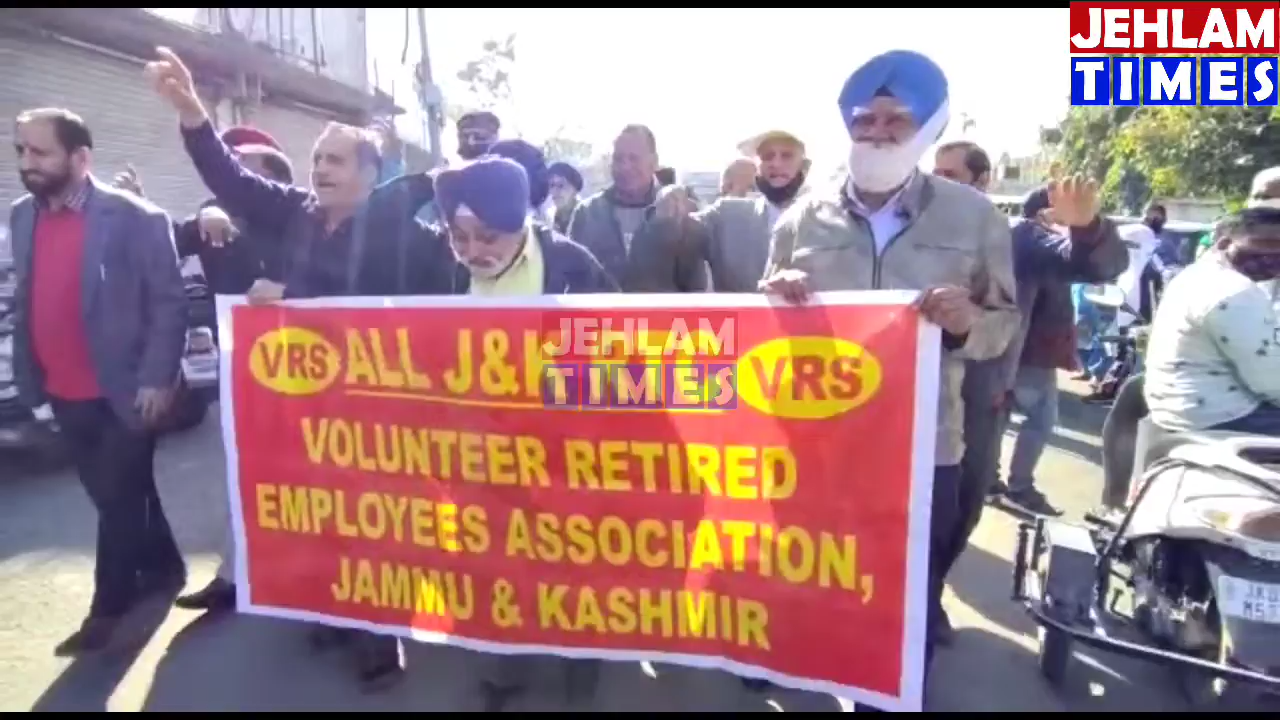 JEHLAM
TIMES
VRS ALL J&K VRS
JEHLAM
TIMES
VOLUNTEER RETIRED
EMPLOYEES ASSOCIATION,
JAMMU & KASHMIR